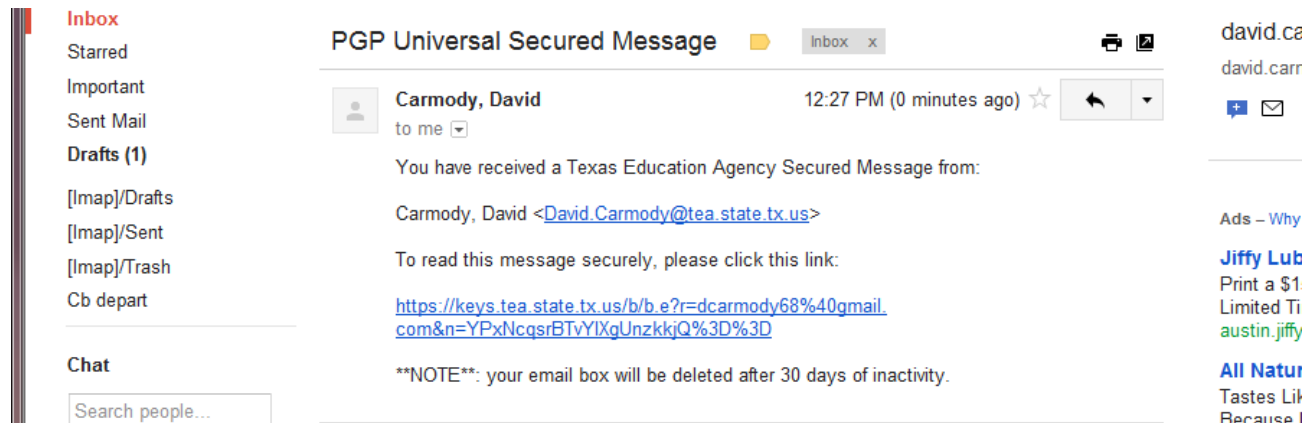 Inbox
Starred
Important
Sent Mail
Drafts (1)
[Imap]/Drafts
[Imap]/Sent
[Imap]/Trash
Cb depart
Chat
Search people...
PGP Universal Secured Message
Inbox x
Carmody, David
12:27 PM (0 minutes ago)
to me
You have received a Texas Education Agency Secured Message from:
Carmody, David <David.Carmody@tea.state.tx.us>
To read this message securely, please click this link:
https://keys.tea.state.tx.us/b/b.e?r=dcarmody68%40gmail.
com&n=YPxNcqsrBTvYlXgUnzkkjQ%3D%3D
**NOTE**: your email box will be deleted after 30 days of inactivity.
david.ca
david.car
Ads – Why
Jiffy Lub
Print a $1
Limited Ti
austin.jiffy
All Natur
Tastes Lik
Because